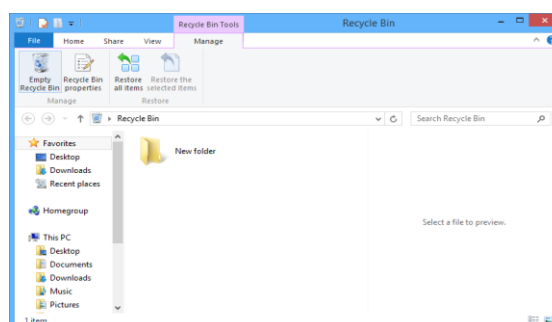 Recycle Bin Tools
Recycle Bin
File
Home
Share
View
Manage
Empty Recycle Bin
Recycle Bin properties
Restore all items
Restore the selected items
Manage
Restore
Recycle Bin
Search Recycle Bin
Favorites
Desktop
Downloads
Recent places
Homegroup
This PC
Desktop
Documents
Downloads
Music
Pictures
New folder
Select a file to preview.
1 item